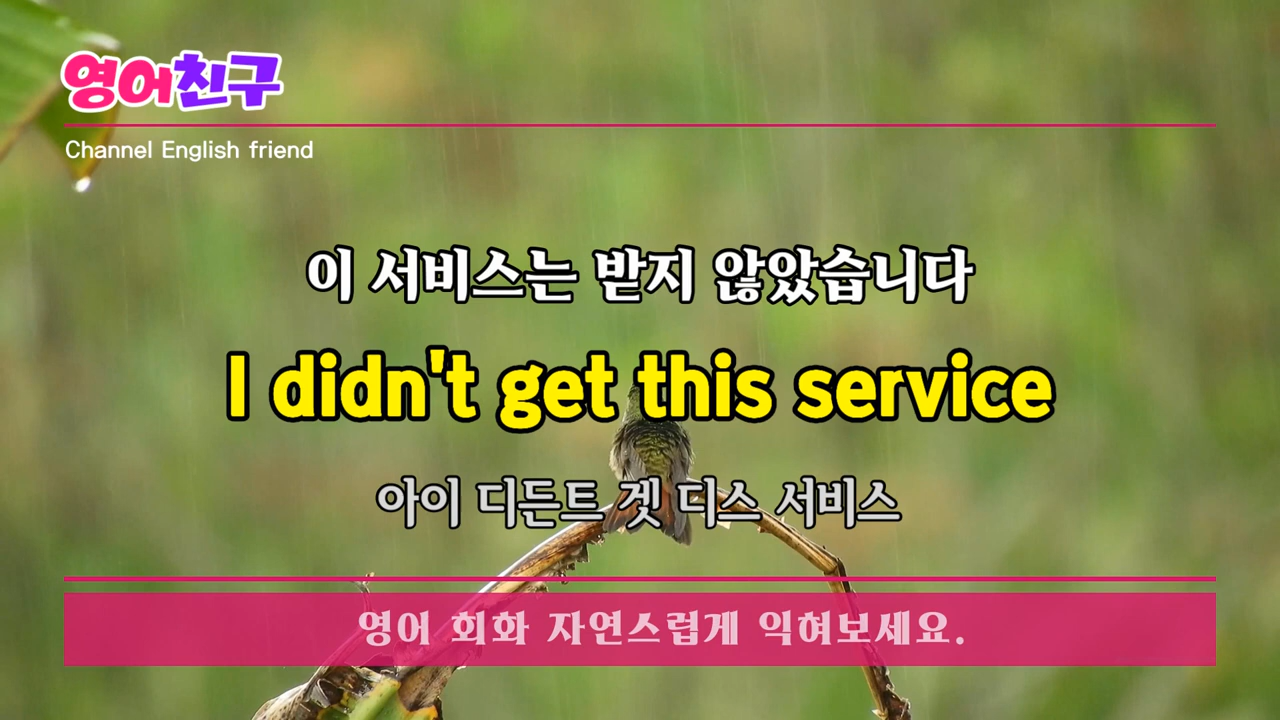 영어친구
Channel English friend
이 서비스는 받지 않았습니다
I didn't get this service
아이 디든트 겟 디스 서비스
영어 회화 자연스럽게 익혀보세요.